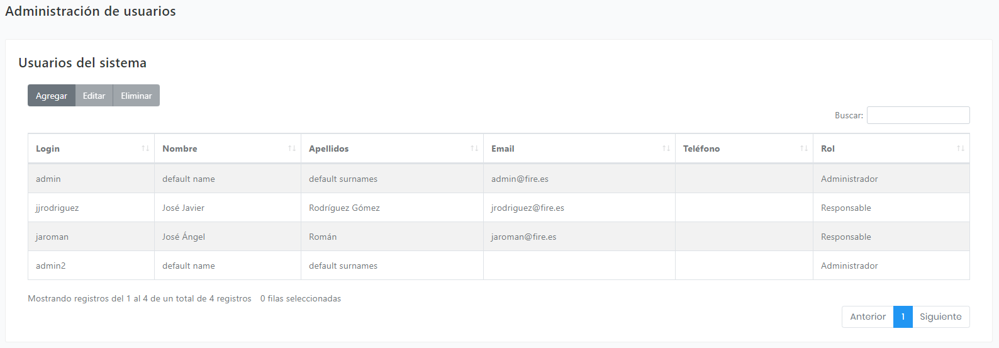 Administración de usuarios
Usuarios del sistema
Agregar Editar Eliminar
Buscar:
Login Nombre Apellidos Email Teléfono Rol
admin default name default surnames admin@fire.es Administrador
jjrodriguez José Javier Rodríguez Gómez jrodriguez@fire.es Responsable
jaroman José Ángel Román jaroman@fire.es Responsable
admin2 default name default surnames Administrador
Mostrando registros del 1 al 4 de un total de 4 registros 0 filas seleccionadas
Anterior 1 Siguiente